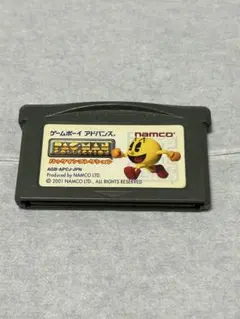 ゲームボーイ アドバンス
namco
PAC-MAN
COLLECTION
パックマンコレクション
AGB-APCJ-JPN
Produced by NAMCO LTD.
© 2001 NAMCO LTD., ALL RIGHTS RESERVED.